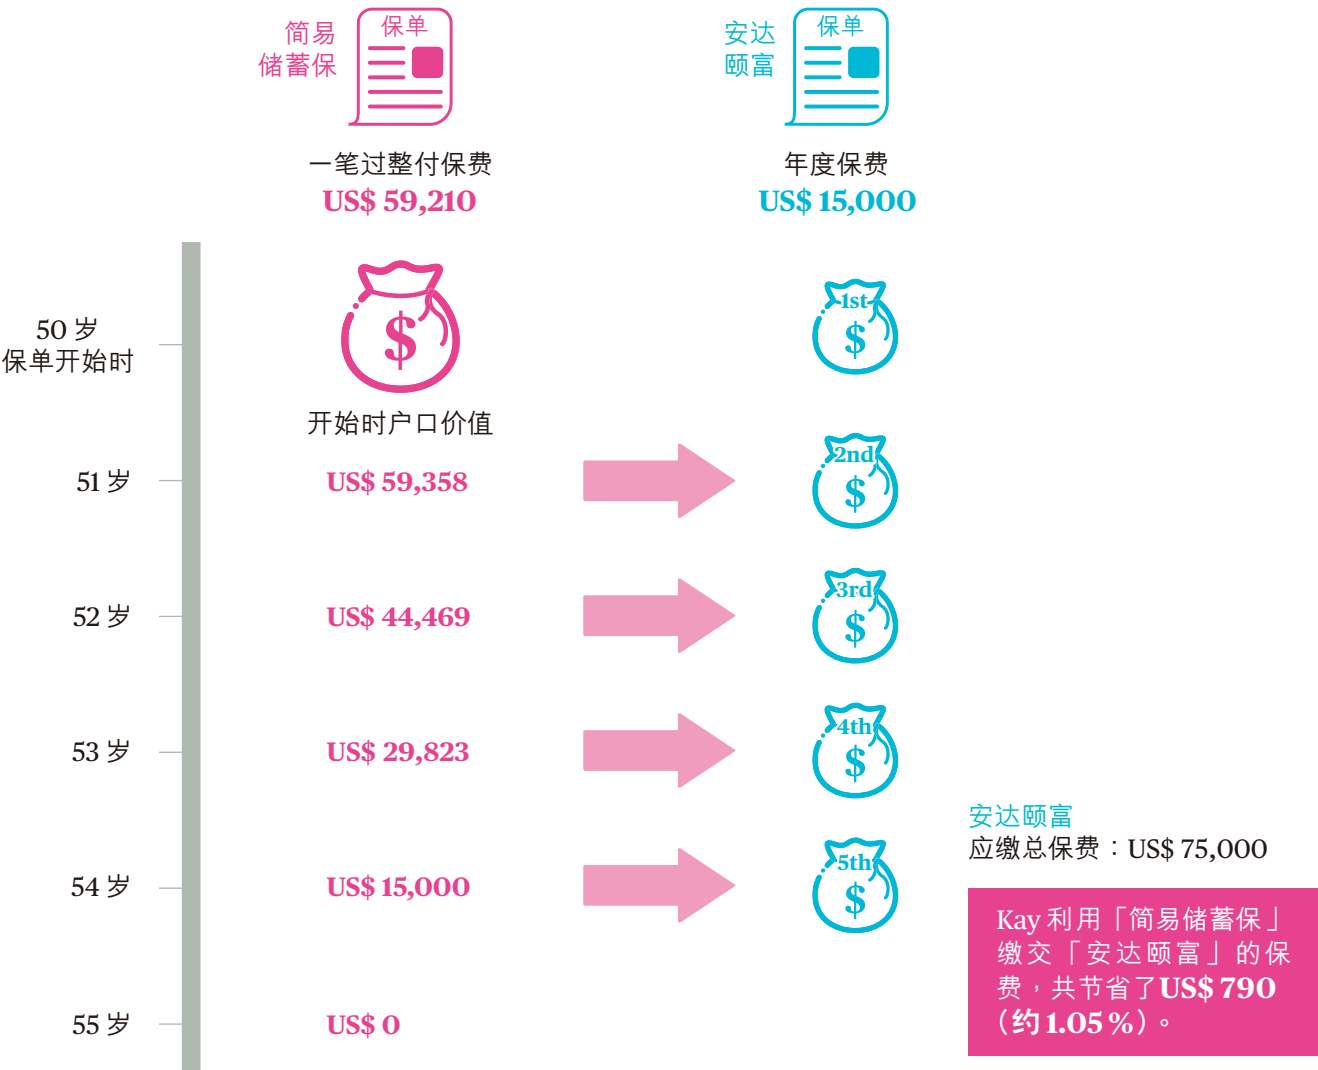 简易
储蓄保
保单
安达
颐富
保单
一笔过整付保费
US$ 59,210
年度保费
US$ 15,000
50 岁
保单开始时
$
1st
$
开始时户口价值
51 岁
US$ 59,358
2nd
$
52 岁
US$ 44,469
3rd
$
53 岁
US$ 29,823
4th
$
54 岁
US$ 15,000
5th
$
安达颐富
应缴总保费：US$ 75,000
Kay 利用「简易储蓄保」
缴交「安达颐富」的保
费，共节省了US$ 790
（约 1.05 %）。
55 岁
US$ 0